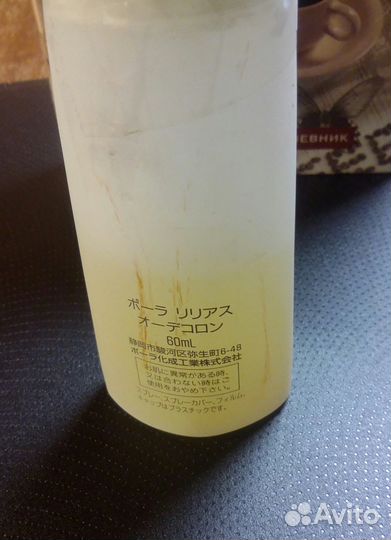 ЕВНИК
ポーラ リリアス
オーデコロン
60mL
静岡市駿河区弥生町6-48
ポーラ化成工業株式会社
お肌に異常がある時、
又は合わない時はご
使用をおやめ下さい。
スプレー、スプレーカバー、フィルム、
キャップはプラスチックです。
Avito